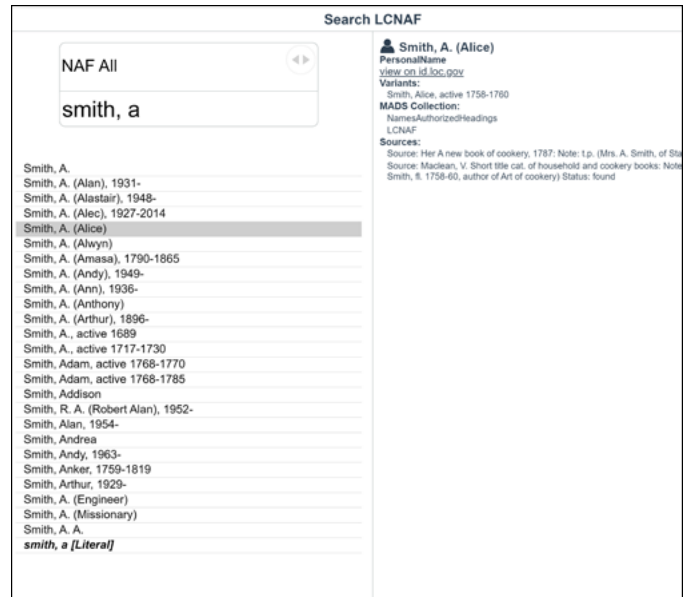 Search LCNAF
NAF All
smith, a
Smith, A.
Smith, A. (Alan), 1931-
Smith, A. (Alastair), 1948-
Smith, A. (Alec), 1927-2014
Smith, A. (Alice)
Smith, A. (Alwyn)
Smith, A. (Amasa), 1790-1865
Smith, A. (Andy), 1949-
Smith, A. (Ann), 1936-
Smith, A. (Anthony)
Smith, A. (Arthur), 1896-
Smith, A., active 1689
Smith, A., active 1717-1730
Smith, Adam, active 1768-1770
Smith, Adam, active 1768-1785
Smith, Addison
Smith, R. A. (Robert Alan), 1952-
Smith, Alan, 1954-
Smith, Andrea
Smith, Andy, 1963-
Smith, Anker, 1759-1819
Smith, Arthur, 1929-
Smith, A. (Engineer)
Smith, A. (Missionary)
Smith, A. A.
smith, a [Literal]
Smith, A. (Alice)
PersonalName
view on id.loc.gov
Variants:
Smith, Alice, active 1758-1760
MADS Collection:
NamesAuthorizedHeadings
LCNAF
Sources:
Source: Her A new book of cookery, 1787: Note: t.p. (Mrs. A. Smith, of Sta
Source: Maclean, V. Short title cat. of household and cookery books: Note
Smith, fl. 1758-60, author of Art of cookery) Status: found